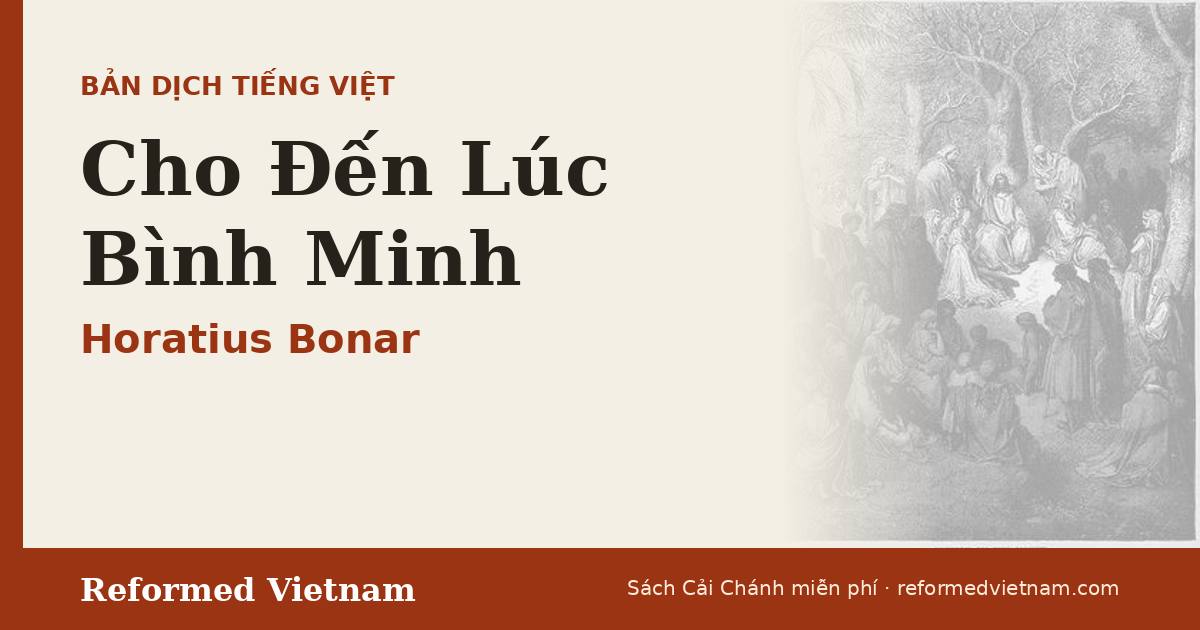 BẢN DỊCH TIẾNG VIỆT
Cho Đến Lúc
Bình Minh
Horatius Bonar
Reformed Vietnam
Sách Cải Chánh miễn phí · reformedvietnam.com